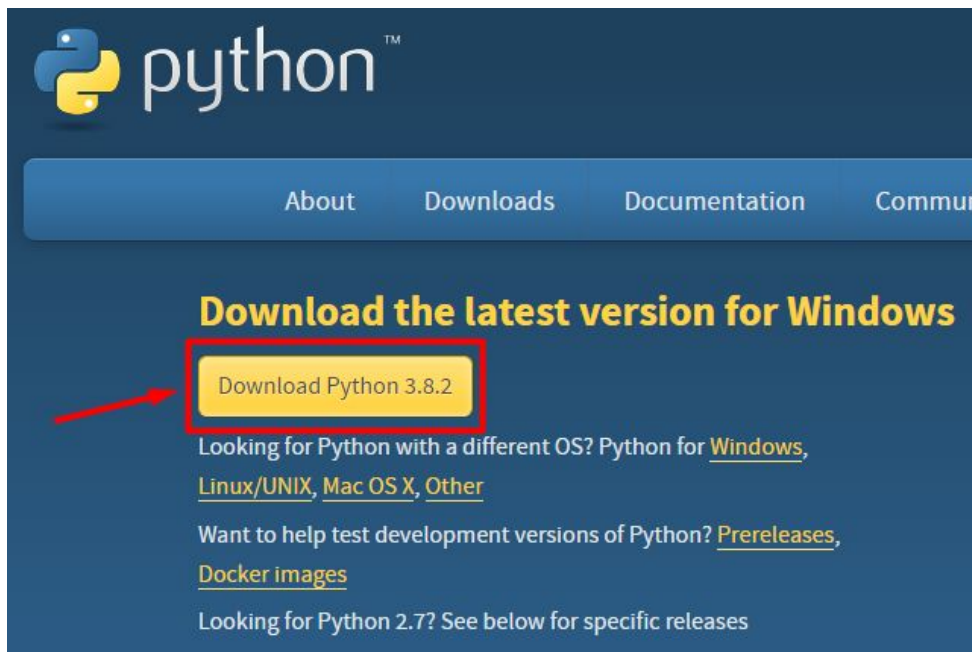 python™
About Downloads Documentation
Download the latest version for Windows
Download Python 3.8.2
Looking for Python with a different OS? Python for Windows,
Linux/UNIX, Mac OS X, Other
Want to help test development versions of Python? Prereleases,
Docker images
Looking for Python 2.7? See below for specific releases